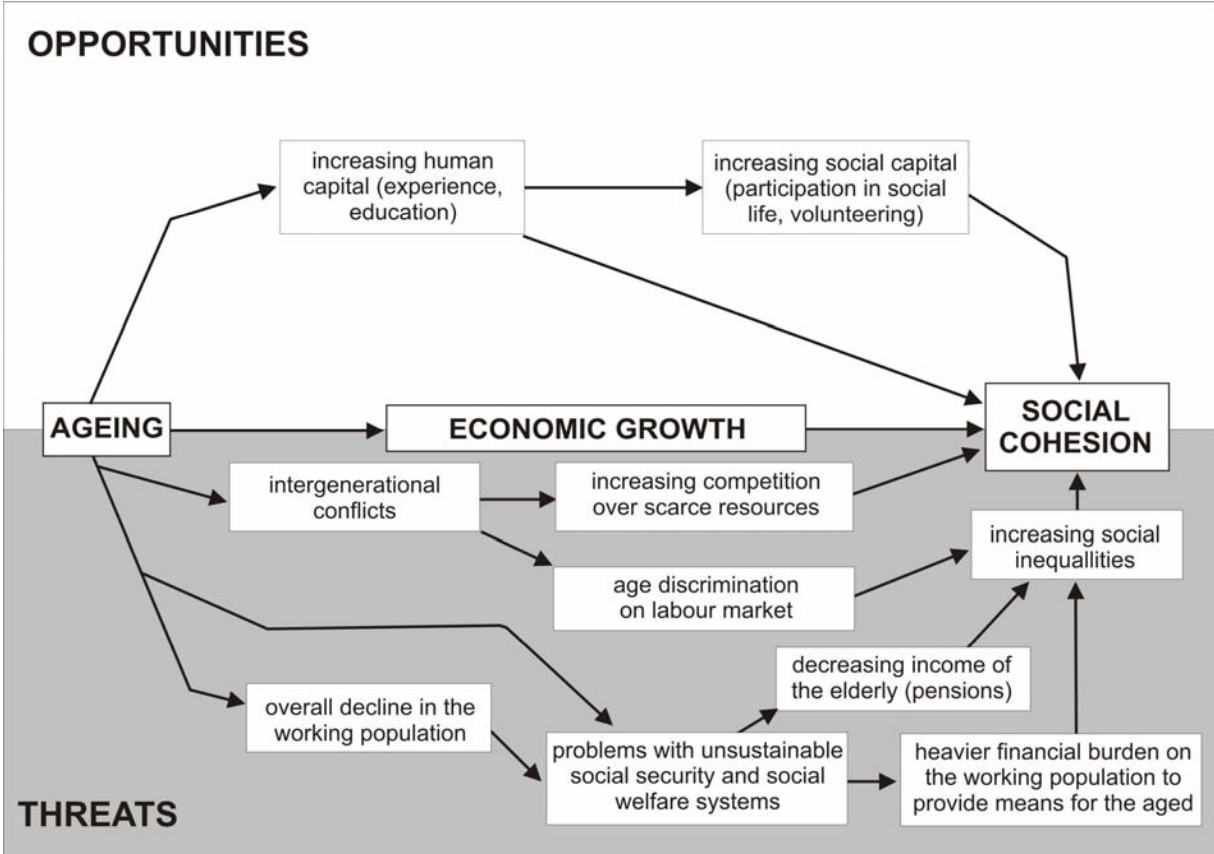 OPPORTUNITIES
increasing human
capital (experience,
education)
increasing social capital
(participation in social
life, volunteering)
AGEING
ECONOMIC GROWTH
SOCIAL
COHESION
intergenerational
conflicts
increasing competition
over scarce resources
increasing social
inequallities
age discrimination
on labour market
decreasing income of
the elderly (pensions)
overall decline in the
working population
problems with unsustainable
social security and social
welfare systems
heavier financial burden on
the working population to
provide means for the aged
THREATS